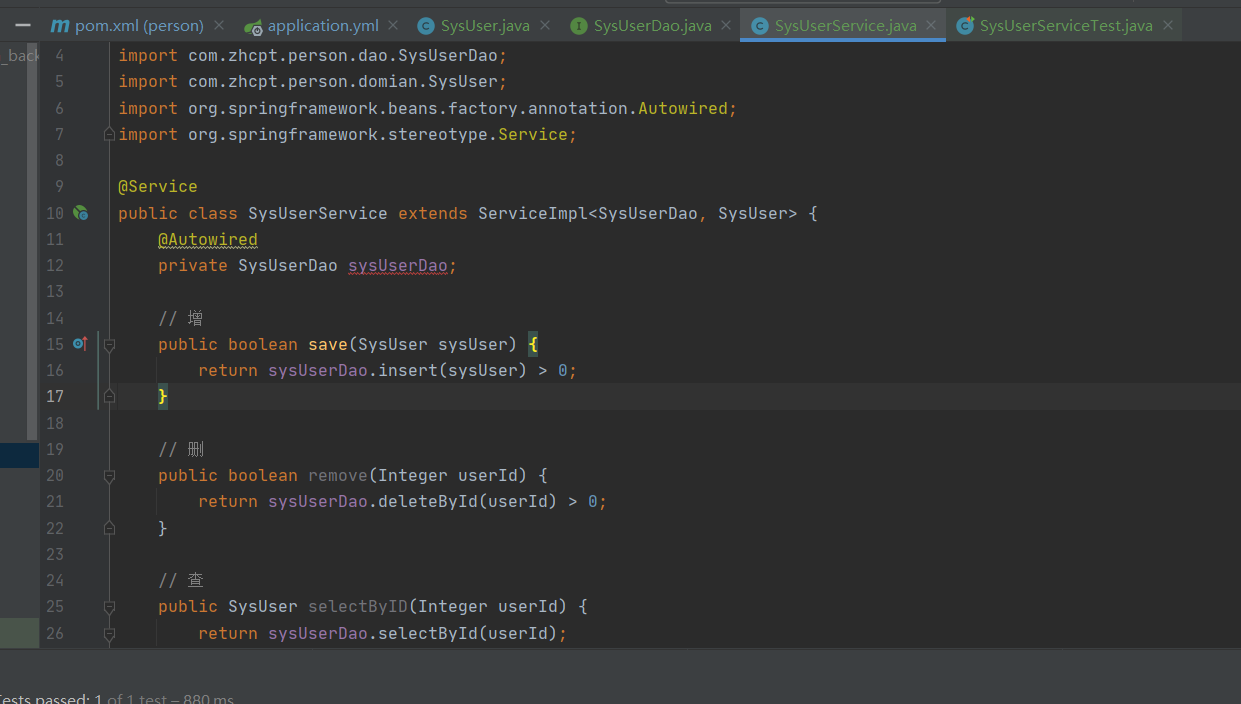 pom.xml (person) application.yml SysUser.java SysUserDao.java SysUserService.java SysUserServiceTest.java
_back
4 import com.zhcpt.person.dao.SysUserDao;
5 import com.zhcpt.person.domian.SysUser;
6 import org.springframework.beans.factory.annotation.Autowired;
7 import org.springframework.stereotype.Service;
8
9 @Service
10 public class SysUserService extends ServiceImpl<SysUserDao, SysUser> {
11 @Autowired
12 private SysUserDao sysUserDao;
13
14 // 增
15 public boolean save(SysUser sysUser) {
16 return sysUserDao.insert(sysUser) > 0;
17 }
18
19 // 删
20 public boolean remove(Integer userId) {
21 return sysUserDao.deleteById(userId) > 0;
22 }
23
24 // 查
25 public SysUser selectByID(Integer userId) {
26 return sysUserDao.selectById(userId);
Tests passed: 1 of 1 test – 880 ms